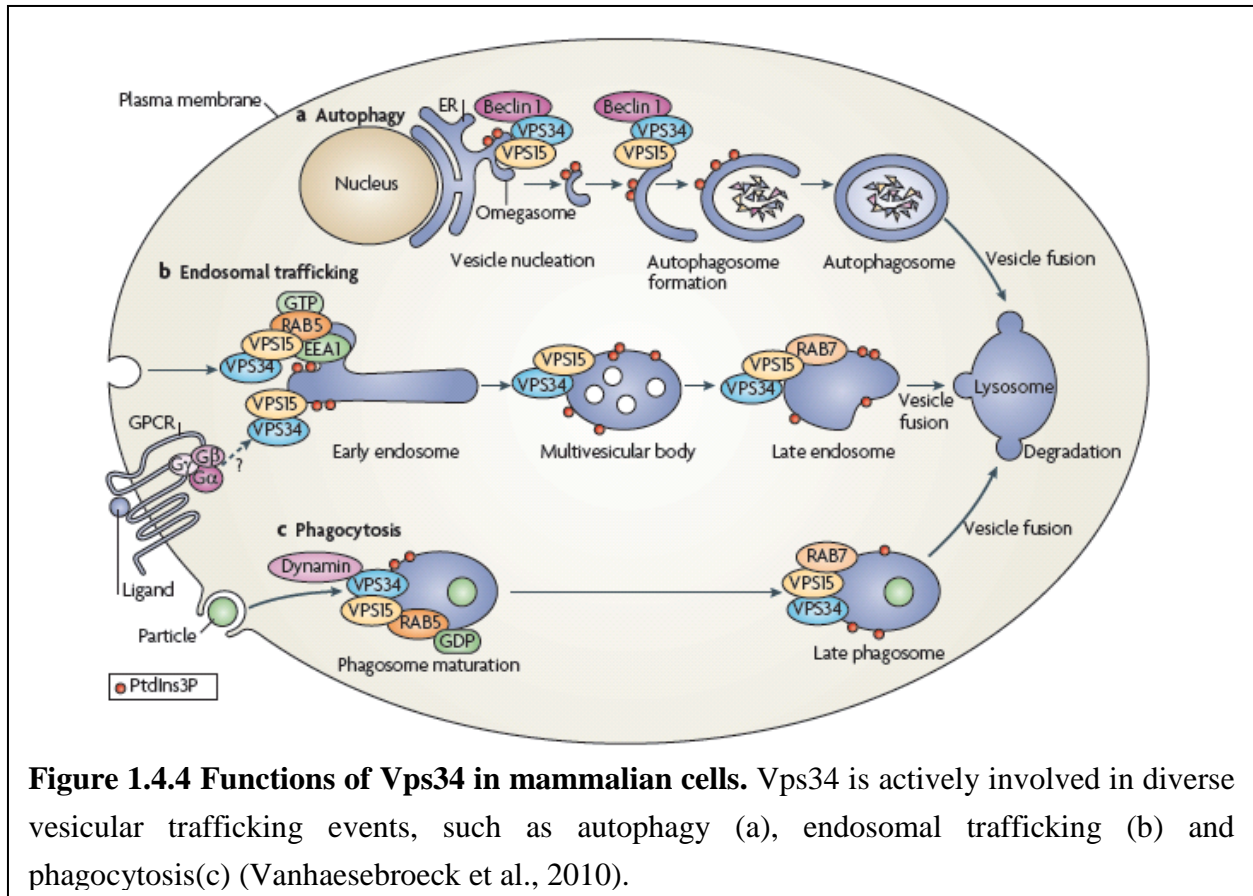 Plasma membrane
a Autophagy
ER
Beclin 1
VPS34
VPS15
Beclin 1
VPS34
VPS15
Nucleus
Omegasome
Vesicle nucleation
Autophagosome
formation
Autophagosome
Vesicle fusion
b Endosomal trafficking
GTP
RAB5
VPS15
EEA1
VPS34
VPS15
VPS34
Early endosome
VPS15
VPS34
Multivesicular body
RAB7
VPS15
VPS34
Late endosome
Vesicle
fusion
Lysosome
Degradation
GPCR
Gγ
Gβ
Gα
?
Ligand
Particle
c Phagocytosis
Dynamin
VPS34
VPS15
RAB5
GDP
Phagosome maturation
RAB7
VPS15
VPS34
Late phagosome
Vesicle fusion
PtdIns3P
Figure 1.4.4 Functions of Vps34 in mammalian cells. Vps34 is actively involved in diverse
vesicular trafficking events, such as autophagy (a), endosomal trafficking (b) and
phagocytosis(c) (Vanhaesebroeck et al., 2010).